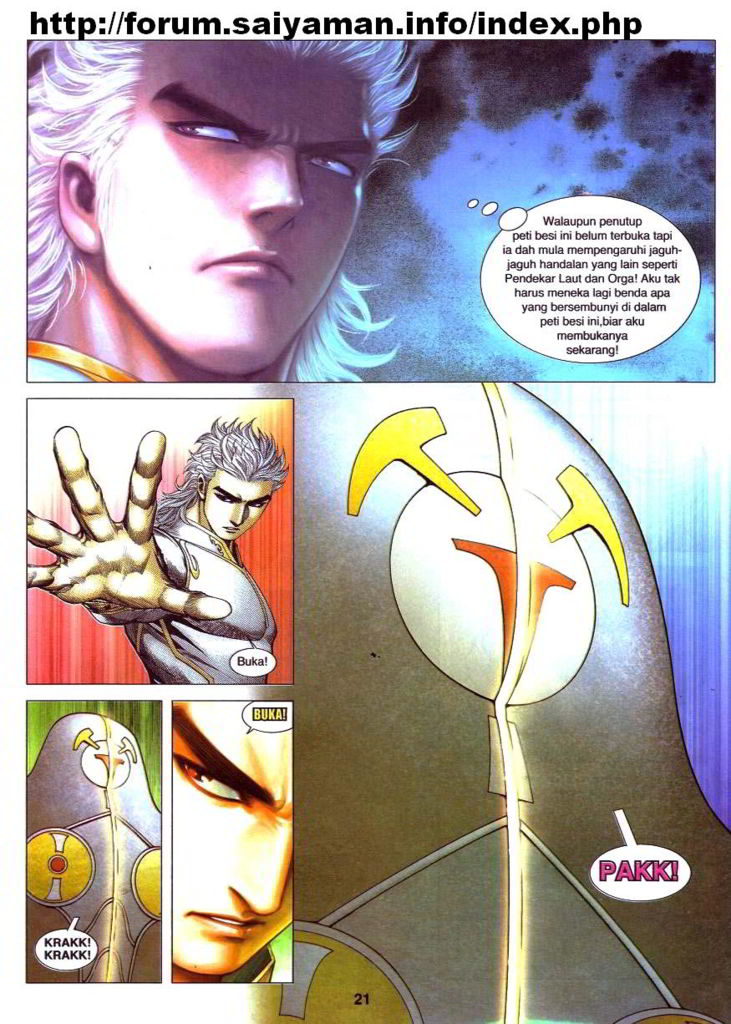 http://forum.saiyaman.info/index.php
Walaupun penutup
peti besi ini belum terbuka tapi
ia dah mula mempengaruhi jaguh-
jaguh handalan yang lain seperti
Pendekar Laut dan Orga! Aku tak
harus meneka lagi benda apa
yang bersembunyi di dalam
peti besi ini,biar aku
membukanya
sekarang!
Buka!
KRAKK!
KRAKK!
BUKA!
PAKK!
21